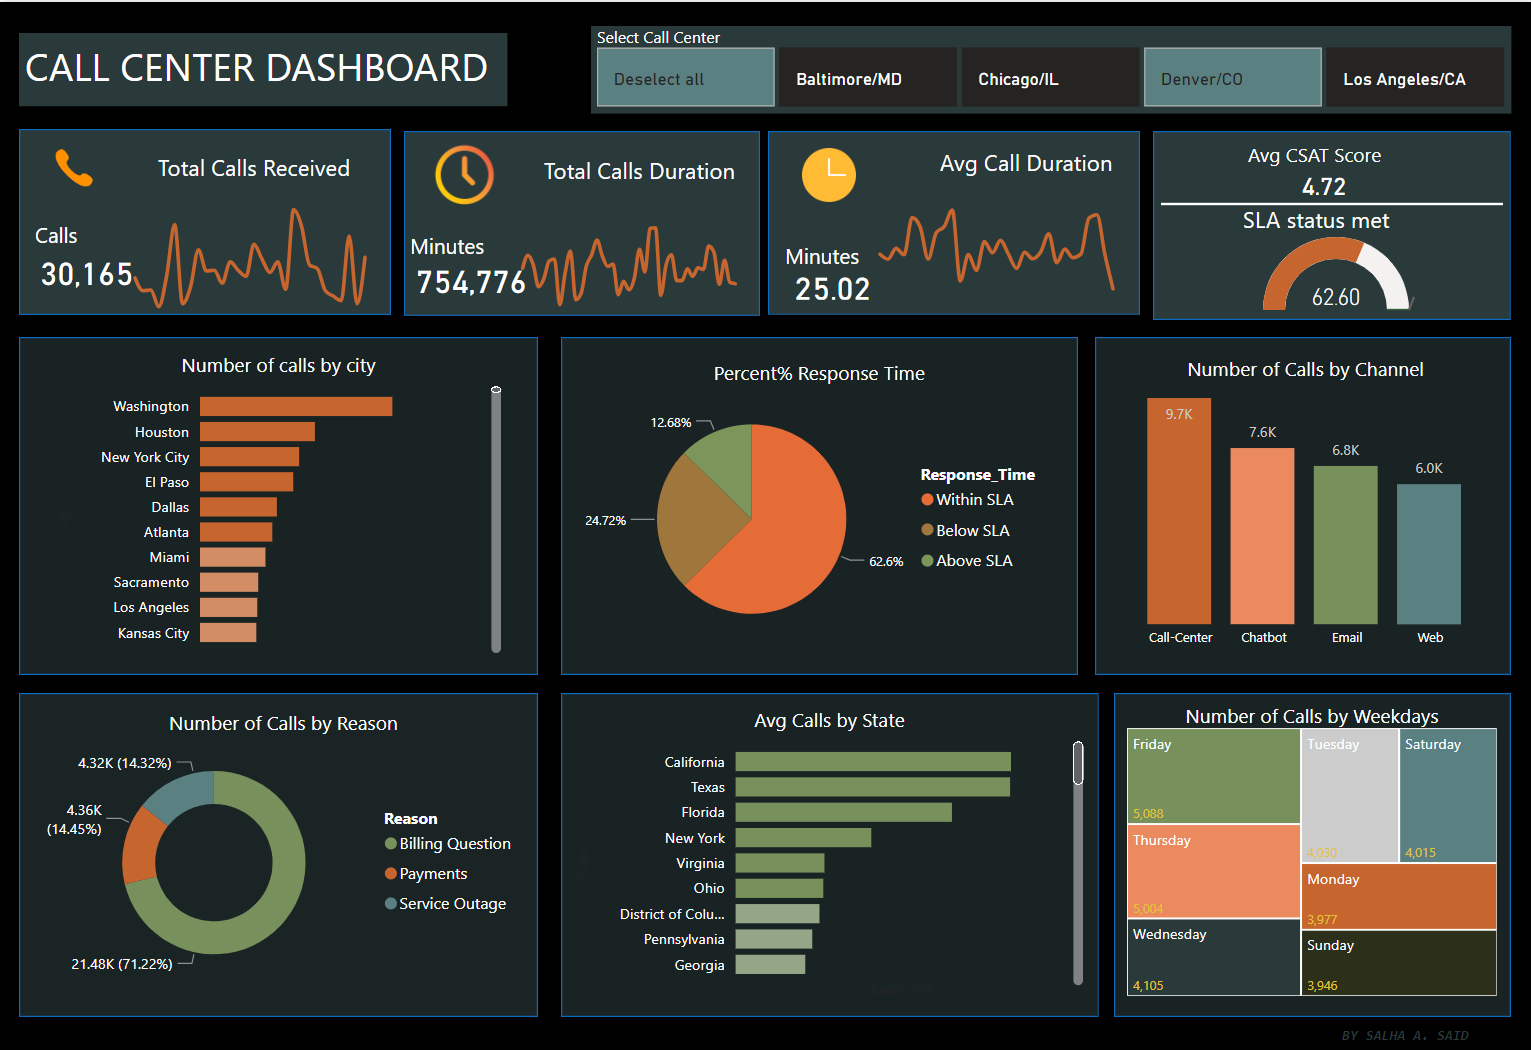 CALL CENTER DASHBOARD
Select Call Center
Deselect all
Baltimore/MD
Chicago/IL
Denver/CO
Los Angeles/CA
Total Calls Received
Calls
30,165
Total Calls Duration
Minutes
754,776
Avg Call Duration
Minutes
25.02
Avg CSAT Score
4.72
SLA status met
62.60
Number of calls by city
Washington
Houston
New York City
El Paso
Dallas
Atlanta
Miami
Sacramento
Los Angeles
Kansas City
Percent% Response Time
12.68%
24.72%
62.6%
Response_Time
Within SLA
Below SLA
Above SLA
Number of Calls by Channel
9.7K
7.6K
6.8K
6.0K
Call-Center
Chatbot
Email
Web
Number of Calls by Reason
4.32K (14.32%)
4.36K
(14.45%)
21.48K (71.22%)
Reason
Billing Question
Payments
Service Outage
Avg Calls by State
California
Texas
Florida
New York
Virginia
Ohio
District of Colu...
Pennsylvania
Georgia
Number of Calls by Weekdays
Friday
5,088
Thursday
5,004
Wednesday
4,105
Tuesday
4,030
Saturday
4,015
Monday
3,977
Sunday
3,946
BY SALHA A. SAID